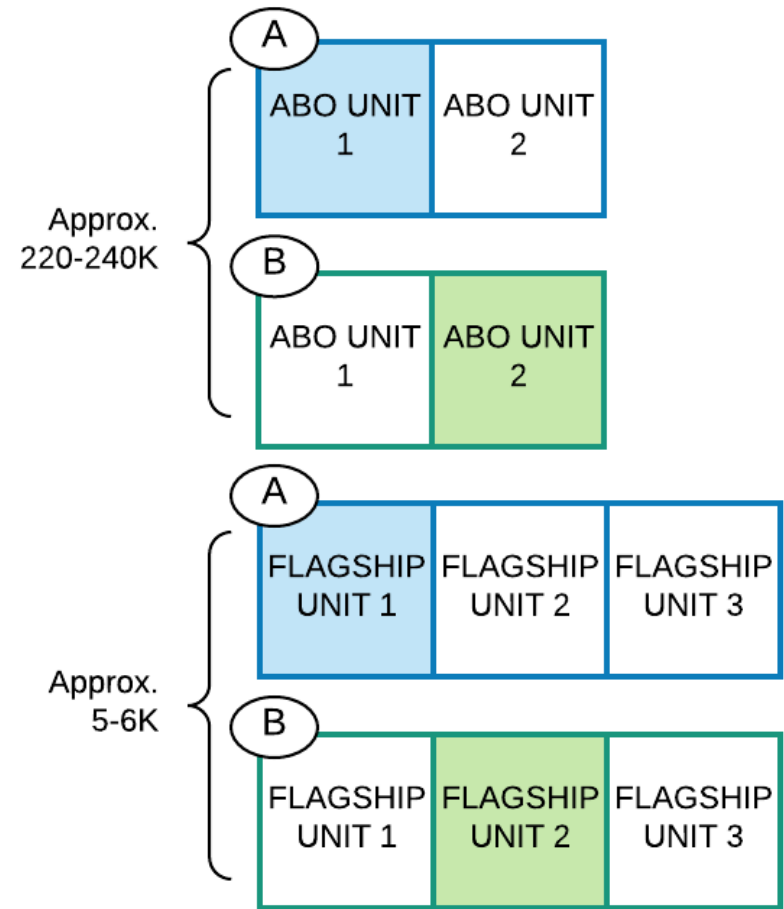 A
ABO UNIT
1
ABO UNIT
2
Approx.
220-240K
B
ABO UNIT
1
ABO UNIT
2
A
FLAGSHIP
UNIT 1
FLAGSHIP
UNIT 2
FLAGSHIP
UNIT 3
Approx.
5-6K
B
FLAGSHIP
UNIT 1
FLAGSHIP
UNIT 2
FLAGSHIP
UNIT 3